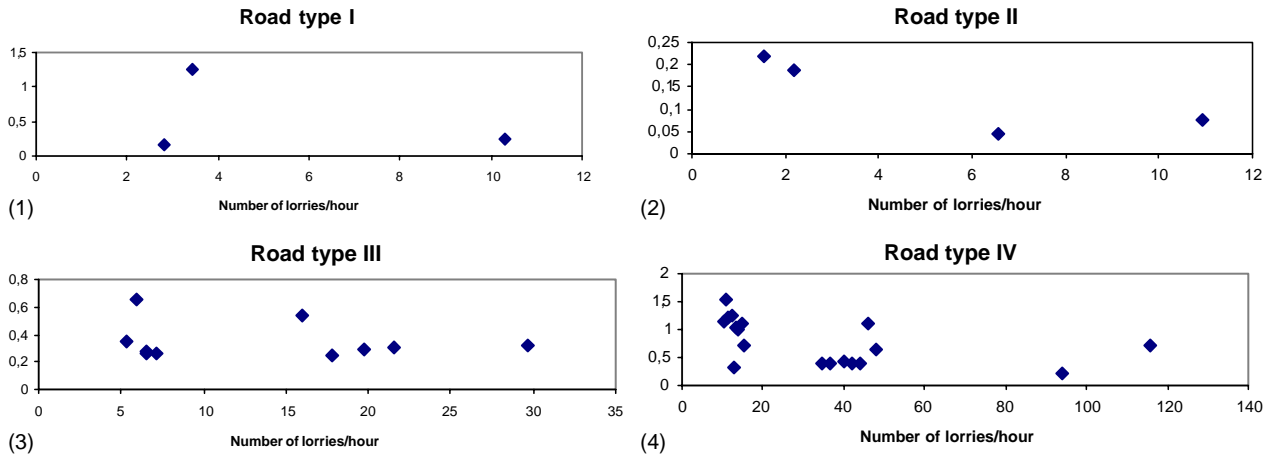 Road type I
1,5
1
0,5
0
0 2 4 6 8 10 12
Number of lorries/hour
(1)
Road type II
0,25
0,2
0,15
0,1
0,05
0
0 2 4 6 8 10 12
Number of lorries/hour
(2)
Road type III
0,8
0,6
0,4
0,2
0
0 5 10 15 20 25 30 35
Number of lorries/hour
(3)
Road type IV
2
1,5
1
0,5
0
0 20 40 60 80 100 120 140
Number of lorries/hour
(4)